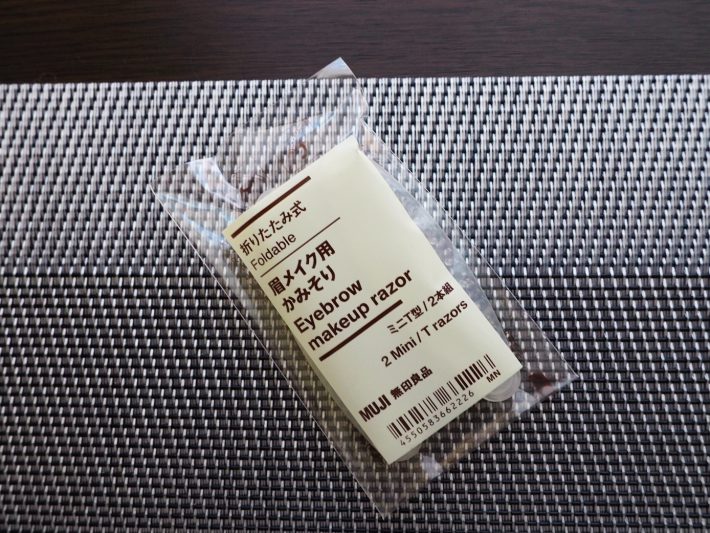 折りたたみ式
Foldable
眉メイク用
かみそり
Eyebrow
makeup razor
ミニT型/2本組
2 Mini/T razors
MUJI 無印良品
4550583662226
MN